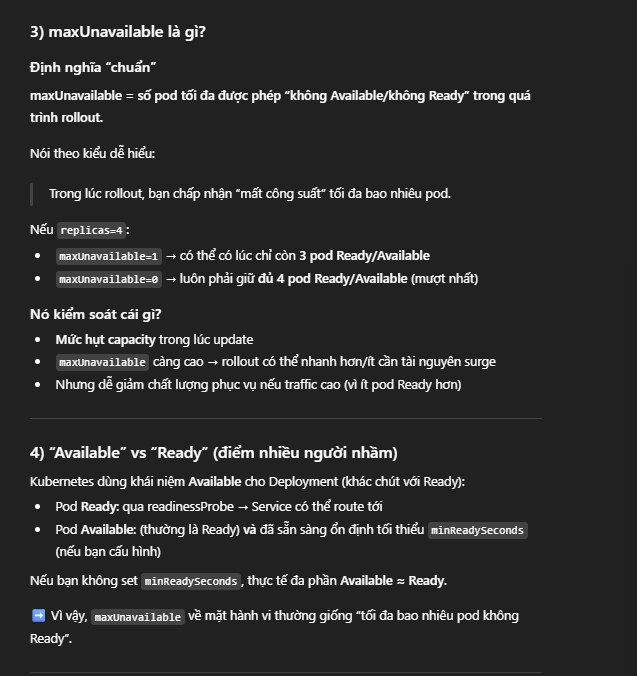 3) maxUnavailable là gì?
Định nghĩa “chuẩn”
maxUnavailable = số pod tối đa được phép “không Available/không Ready” trong quá
trình rollout.
Nói theo kiểu dễ hiểu:
Trong lúc rollout, bạn chấp nhận “mất công suất” tối đa bao nhiêu pod.
Nếu replicas=4:
• maxUnavailable=1 → có thể có lúc chỉ còn 3 pod Ready/Available
• maxUnavailable=0 → luôn phải giữ đủ 4 pod Ready/Available (mượt nhất)
Nó kiểm soát cái gì?
• Mức hụt capacity trong lúc update
• maxUnavailable càng cao → rollout có thể nhanh hơn/ít cần tài nguyên surge
• Nhưng dễ giảm chất lượng phục vụ nếu traffic cao (vì ít pod Ready hơn)
4) “Available” vs “Ready” (điểm nhiều người nhầm)
Kubernetes dùng khái niệm Available cho Deployment (khác chút với Ready):
• Pod Ready: qua readinessProbe → Service có thể route tới
• Pod Available: (thường là Ready) và đã sẵn sàng ổn định tối thiểu minReadySeconds
(nếu bạn cấu hình)
Nếu bạn không set minReadySeconds, thực tế đa phần Available ≈ Ready.
➡️ Vì vậy, maxUnavailable về mặt hành vi thường giống “tối đa bao nhiêu pod không
Ready”.